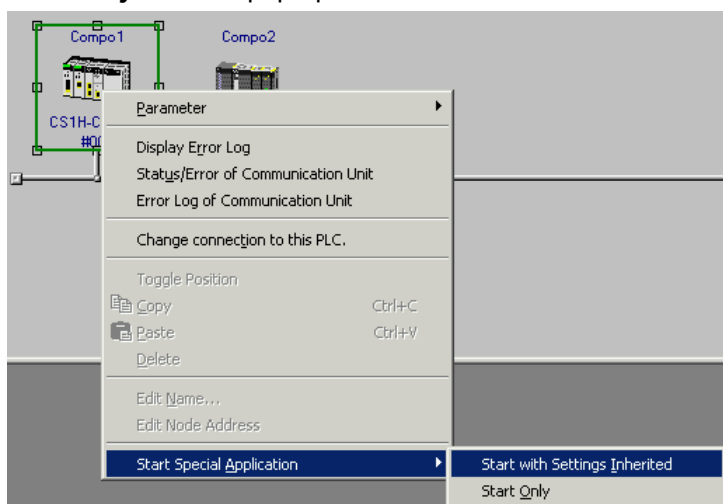 Compo1
Compo2
CS1H-C
Parameter
Display Error Log
Status/Error of Communication Unit
Error Log of Communication Unit
Change connection to this PLC.
Toggle Position
Copy Ctrl+C
Paste Ctrl+V
Delete
Edit Name...
Edit Node Address
Start Special Application
Start with Settings Inherited
Start Only